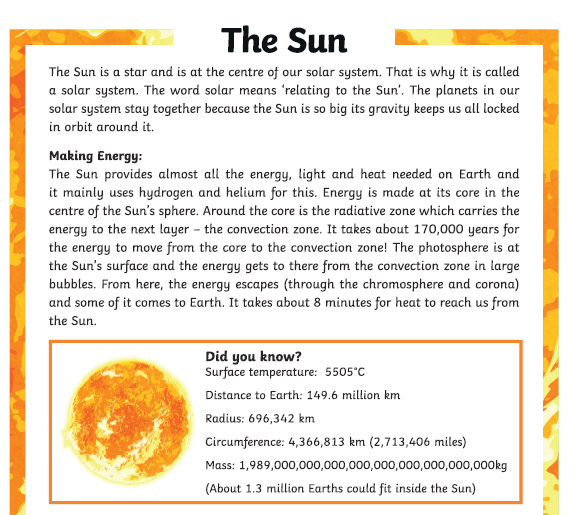 The Sun
The Sun is a star and is at the centre of our solar system. That is why it is called
a solar system. The word solar means ‘relating to the Sun’. The planets in our
solar system stay together because the Sun is so big its gravity keeps us all locked
in orbit around it.
Making Energy:
The Sun provides almost all the energy, light and heat needed on Earth and
it mainly uses hydrogen and helium for this. Energy is made at its core in the
centre of the Sun’s sphere. Around the core is the radiative zone which carries the
energy to the next layer – the convection zone. It takes about 170,000 years for
the energy to move from the core to the convection zone! The photosphere is at
the Sun’s surface and the energy gets to there from the convection zone in large
bubbles. From here, the energy escapes (through the chromosphere and corona)
and some of it comes to Earth. It takes about 8 minutes for heat to reach us from
the Sun.
Did you know?
Surface temperature: 5505°C
Distance to Earth: 149.6 million km
Radius: 696,342 km
Circumference: 4,366,813 km (2,713,406 miles)
Mass: 1,989,000,000,000,000,000,000,000,000,000kg
(About 1.3 million Earths could fit inside the Sun)